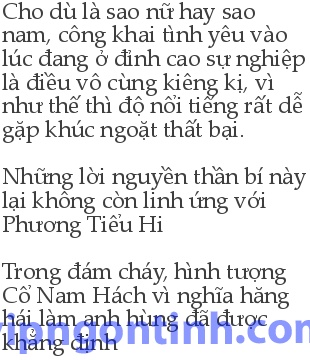 Cho dù là sao nữ hay sao
nam, công khai tình yêu vào
lúc đang ở đỉnh cao sự nghiệp
là điều vô cùng kiêng kị, vì
như thế thì độ nổi tiếng rất dễ
gặp khúc ngoặt thất bại.
Những lời nguyền thần bí này
lại không còn linh ứng với
Phương Tiểu Hi
Trong đám cháy, hình tượng
Cổ Nam Hách vì nghĩa hăng
hái làm anh hùng đã được
khẳng định
ripngontinh.com